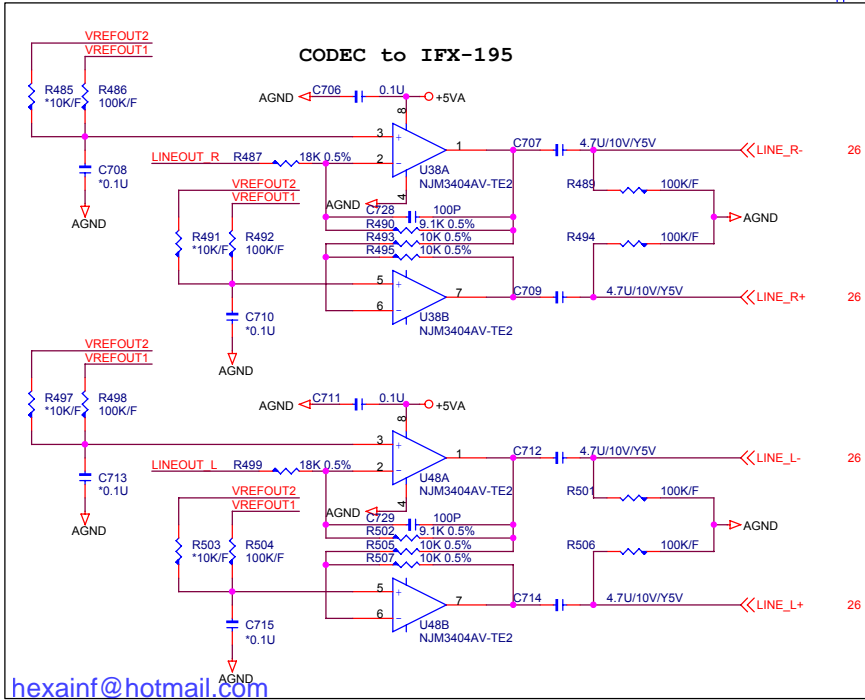 VREFOUT2
VREFOUT1
CODEC to IFX-195
R485
*10K/F
R486
100K/F
AGND
C706
0.1U
+5VA
8
3
+
1
C707
4.7U/10V/Y5V
LINE_R-
26
LINEOUT_R
R487
18K 0.5%
2
−
U38A
NJM3404AV-TE2
C708
*0.1U
AGND
4
AGND
R489
100K/F
AGND
VREFOUT2
VREFOUT1
C728
100P
R490
9.1K 0.5%
R493
10K 0.5%
R495
10K 0.5%
R491
*10K/F
R492
100K/F
R494
100K/F
5
+
7
C709
4.7U/10V/Y5V
LINE_R+
26
6
−
U38B
NJM3404AV-TE2
C710
*0.1U
AGND
VREFOUT2
VREFOUT1
R497
*10K/F
R498
100K/F
AGND
C711
0.1U
+5VA
8
3
+
1
C712
4.7U/10V/Y5V
LINE_L-
26
LINEOUT_L
R499
18K 0.5%
2
−
U48A
NJM3404AV-TE2
C713
*0.1U
AGND
4
AGND
R501
100K/F
AGND
VREFOUT2
VREFOUT1
C729
100P
R502
9.1K 0.5%
R505
10K 0.5%
R507
10K 0.5%
R503
*10K/F
R504
100K/F
R506
100K/F
5
+
7
C714
4.7U/10V/Y5V
LINE_L+
26
6
−
U48B
NJM3404AV-TE2
C715
*0.1U
AGND
hexainf@hotmail.com